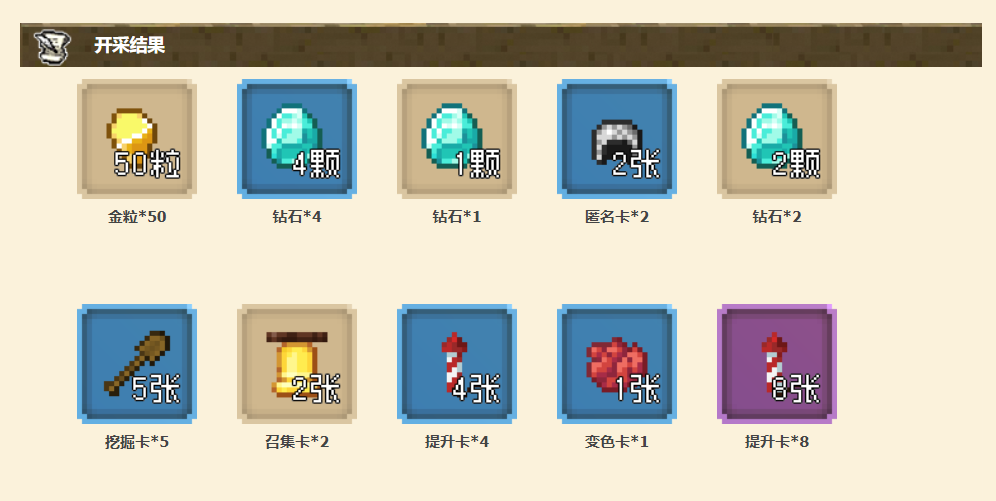 开采结果
50粒
4颗
1颗
2张
2颗
金粒*50
钻石*4
钻石*1
匿名卡*2
钻石*2
5张
2张
4张
1张
8张
挖掘卡*5
召集卡*2
提升卡*4
变色卡*1
提升卡*8